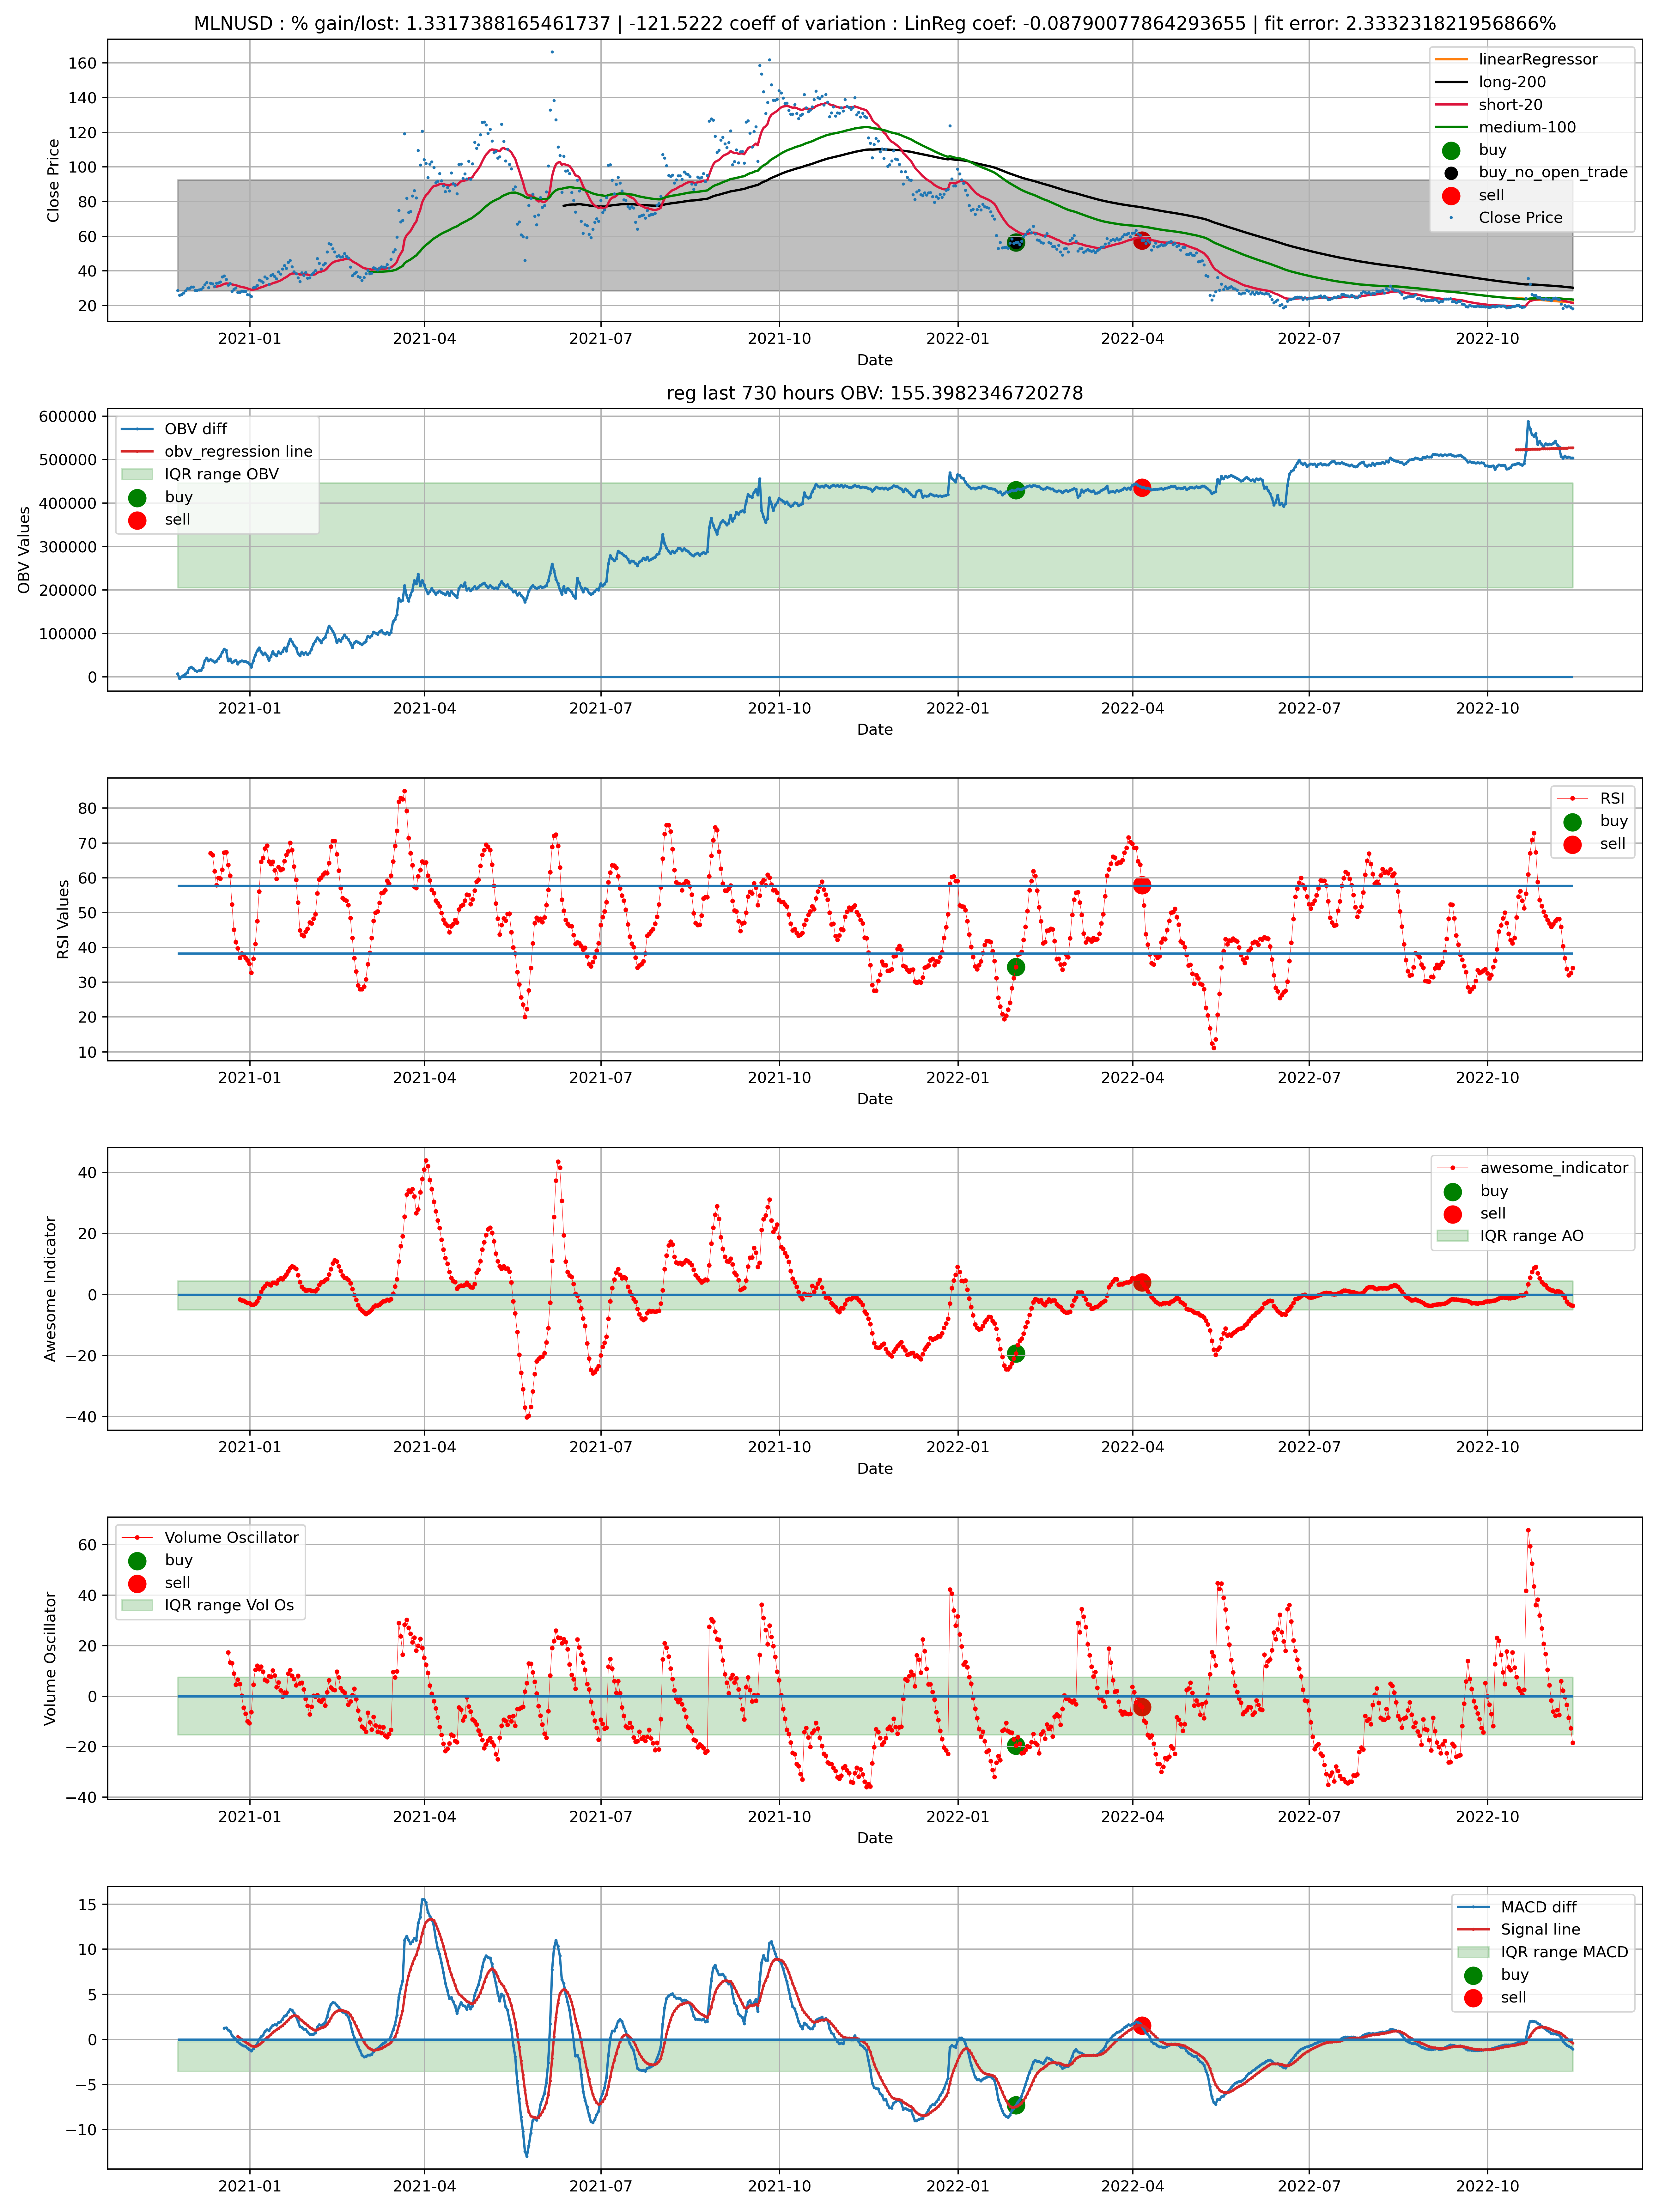 MLNUSD : % gain/lost: 1.3317388165461737 | -121.5222 coeff of variation : LinReg coef: -0.08790077864293655 | fit error: 2.333231821956866%
160
140
120
100
80
60
40
20
Close Price
linearRegressor
long-200
short-20
medium-100
buy
buy_no_open_trade
sell
Close Price
2021-01 2021-04 2021-07 2021-10 2022-01 2022-04 2022-07 2022-10
Date
reg last 730 hours OBV: 155.3982346720278
600000
500000
400000
300000
200000
100000
0
OBV Values
OBV diff
obv_regression line
IQR range OBV
buy
sell
2021-01 2021-04 2021-07 2021-10 2022-01 2022-04 2022-07 2022-10
Date
80
70
60
50
40
30
20
10
RSI Values
RSI
buy
sell
2021-01 2021-04 2021-07 2021-10 2022-01 2022-04 2022-07 2022-10
Date
40
20
0
−20
−40
Awesome Indicator
awesome_indicator
buy
sell
IQR range AO
2021-01 2021-04 2021-07 2021-10 2022-01 2022-04 2022-07 2022-10
Date
60
40
20
0
−20
−40
Volume Oscillator
Volume Oscillator
buy
sell
IQR range Vol Os
2021-01 2021-04 2021-07 2021-10 2022-01 2022-04 2022-07 2022-10
Date
15
10
5
0
−5
−10
MACD diff
Signal line
IQR range MACD
buy
sell
2021-01 2021-04 2021-07 2021-10 2022-01 2022-04 2022-07 2022-10